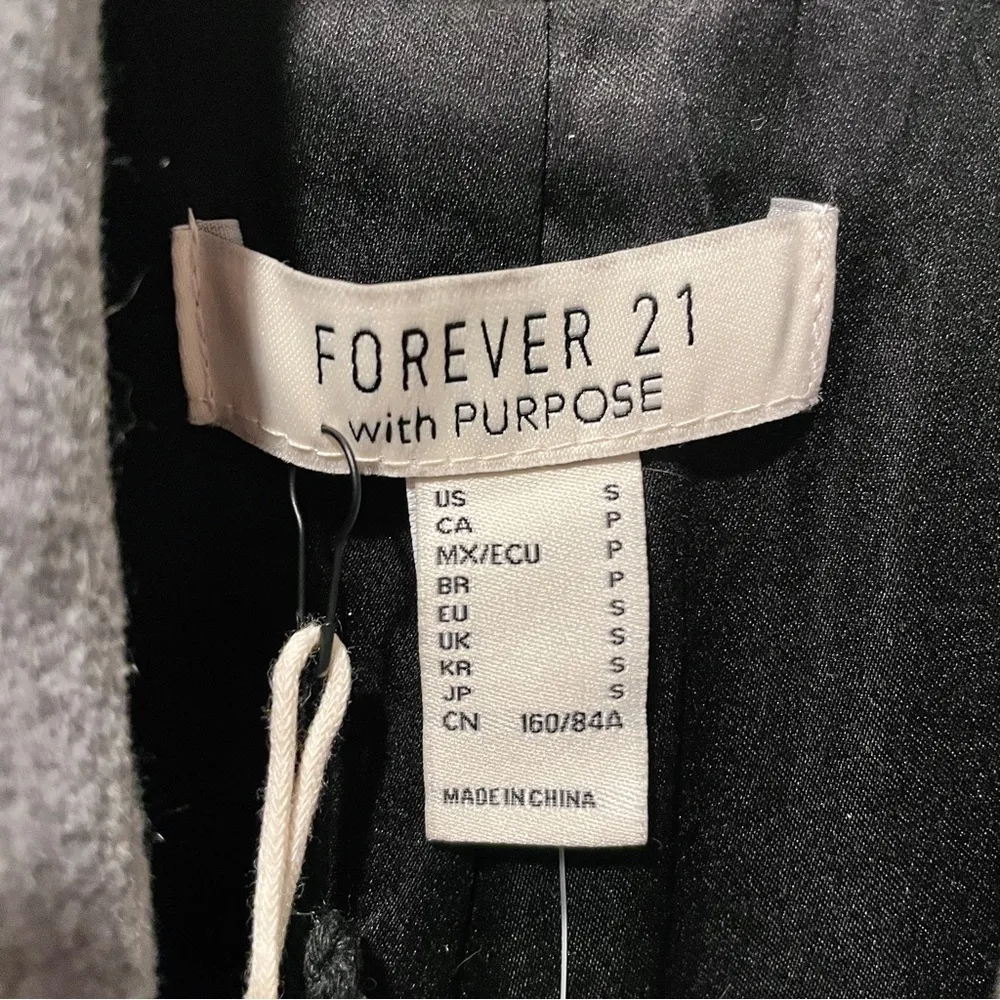 FOREVER 21
with PURPOSE
US S
CA P
MX/ECU P
BR P
EU S
UK S
KR S
JP S
CN 160/84A
MADE IN CHINA